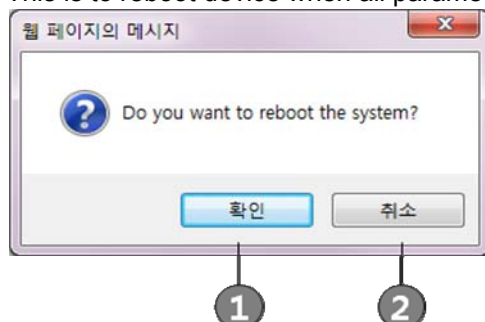 This is to reboot device when all parame
웹 페이지의 메시지
Do you want to reboot the system?
확인 취소
1 2